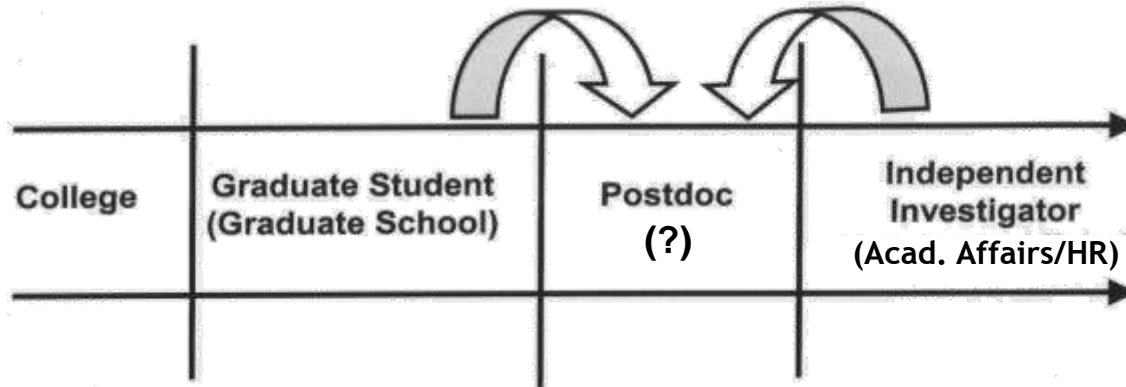 College
Graduate Student
(Graduate School)
Postdoc
(?)
Independent
Investigator
(Acad. Affairs/HR)